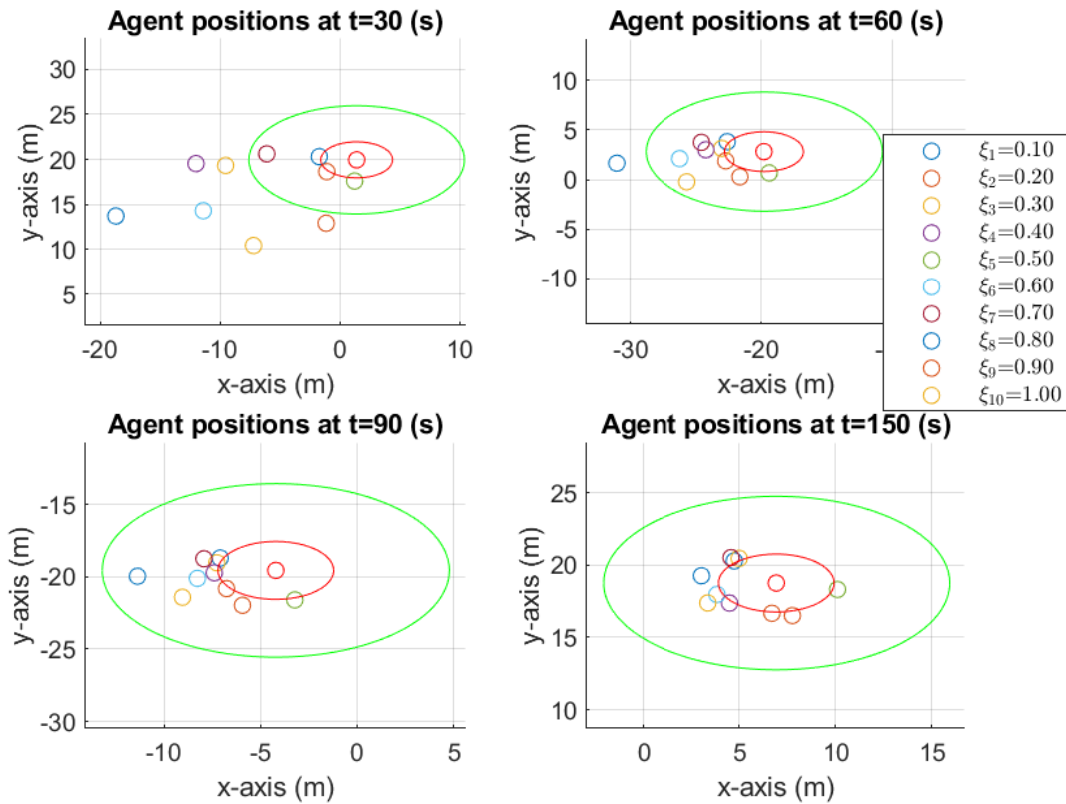 Agent positions at t=30 (s)
30
25
20
15
10
5
y-axis (m)
-20
-10
0
10
x-axis (m)
Agent positions at t=60 (s)
10
5
0
-5
-10
y-axis (m)
-30
-20
x-axis (m)
ξ1=0.10
ξ2=0.20
ξ3=0.30
ξ4=0.40
ξ5=0.50
ξ6=0.60
ξ7=0.70
ξ8=0.80
ξ9=0.90
ξ10=1.00
Agent positions at t=90 (s)
-15
-20
-25
-30
y-axis (m)
-10
-5
0
5
x-axis (m)
Agent positions at t=150 (s)
25
20
15
10
y-axis (m)
0
5
10
15
x-axis (m)